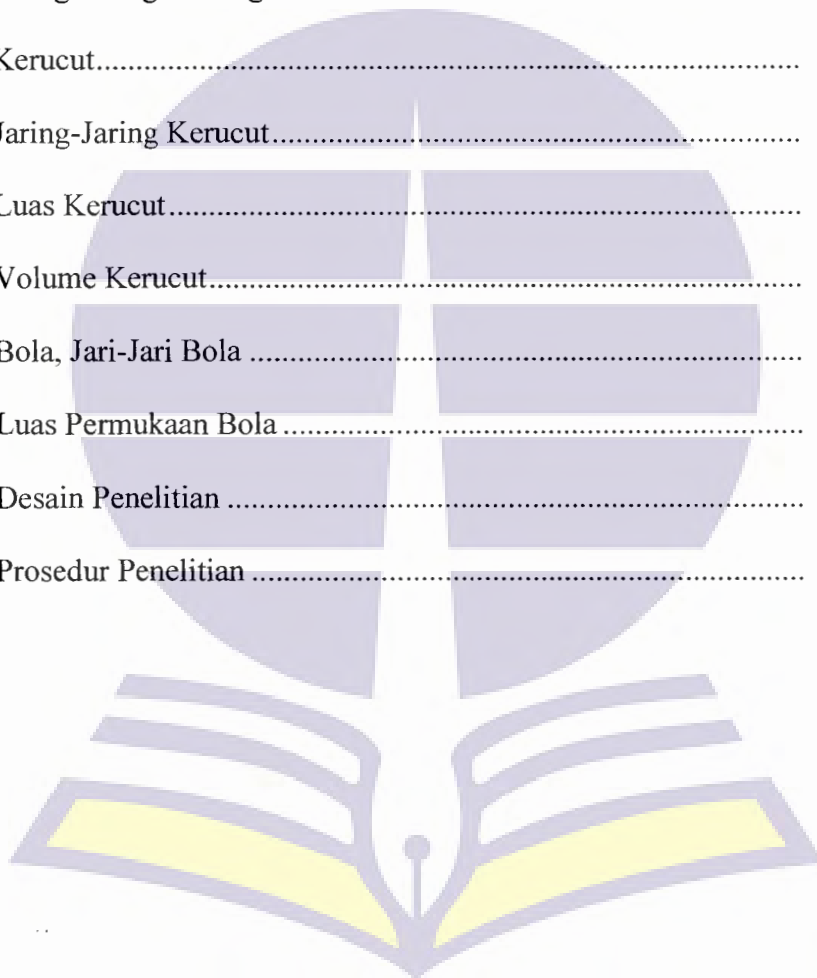 Kerucut...............................................................................
Jaring-Jaring Kerucut...........................................................
Luas Kerucut.......................................................................
Volume Kerucut..................................................................
Bola, Jari-Jari Bola .............................................................
Luas Permukaan Bola .........................................................
Desain Penelitian .................................................................
Prosedur Penelitian ..............................................................